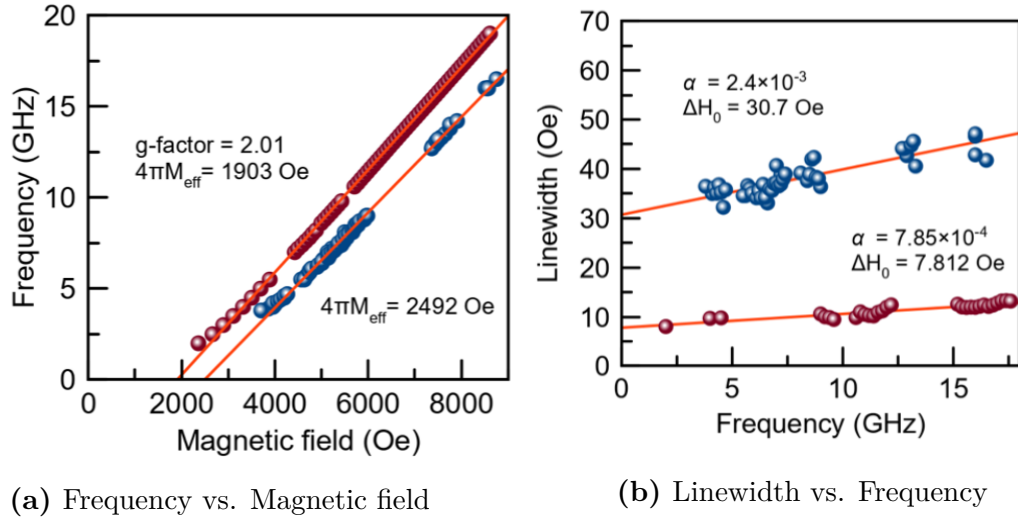 20
15
10
5
0
Frequency (GHz)
g-factor = 2.01
4πM_eff = 1903 Oe
4πM_eff = 2492 Oe
0 2000 4000 6000 8000
Magnetic field (Oe)
(a) Frequency vs. Magnetic field
70
60
50
40
30
20
10
0
Linewidth (Oe)
α = 2.4×10⁻³
ΔH₀ = 30.7 Oe
α = 7.85×10⁻⁴
ΔH₀ = 7.812 Oe
0 5 10 15
Frequency (GHz)
(b) Linewidth vs. Frequency